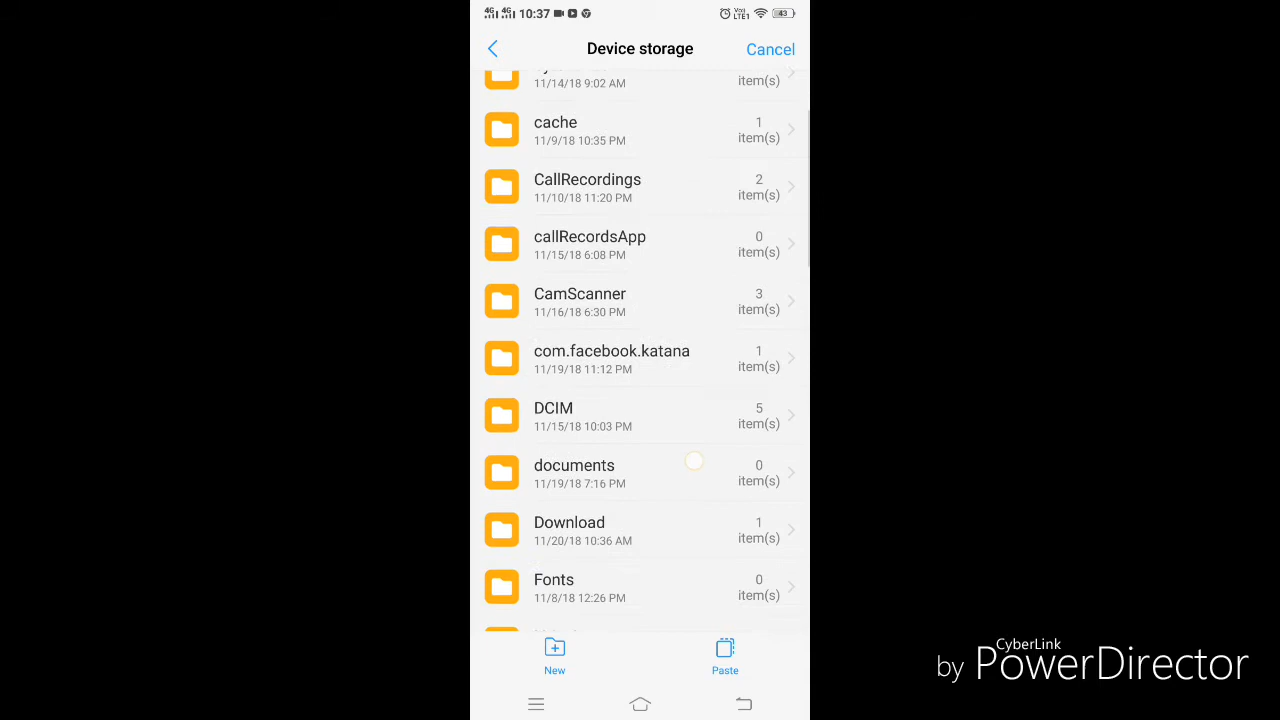 4G 4G 10:37 Voj LTE1 43
Device storage Cancel
11/14/18 9:02 AM item(s)
cache 1
11/9/18 10:35 PM item(s)
CallRecordings 2
11/10/18 11:20 PM item(s)
callRecordsApp 0
11/15/18 6:08 PM item(s)
CamScanner 3
11/16/18 6:30 PM item(s)
com.facebook.katana 1
11/19/18 11:12 PM item(s)
DCIM 5
11/15/18 10:03 PM item(s)
documents 0
11/19/18 7:16 PM item(s)
Download 1
11/20/18 10:36 AM item(s)
Fonts 0
11/8/18 12:26 PM item(s)
New Paste
CyberLink
by PowerDirector